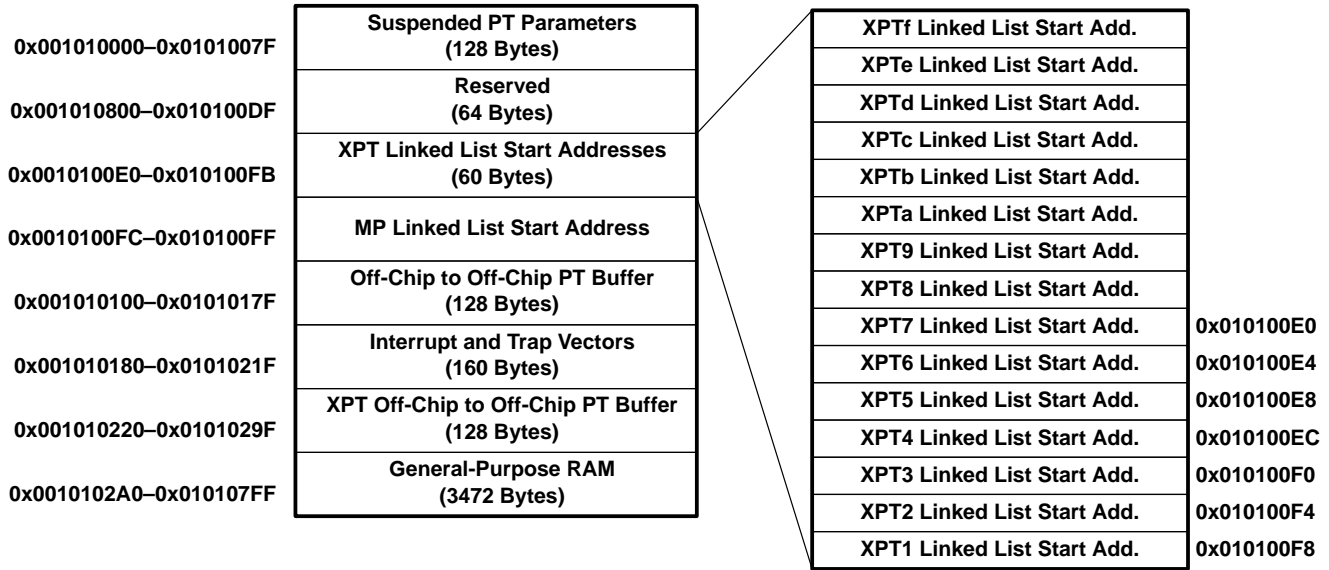 0x001010000–0x0101007F
Suspended PT Parameters
(128 Bytes)
0x001010800–0x010100DF
Reserved
(64 Bytes)
0x0010100E0–0x010100FB
XPT Linked List Start Addresses
(60 Bytes)
0x0010100FC–0x010100FF
MP Linked List Start Address
0x001010100–0x0101017F
Off-Chip to Off-Chip PT Buffer
(128 Bytes)
0x001010180–0x0101021F
Interrupt and Trap Vectors
(160 Bytes)
0x001010220–0x0101029F
XPT Off-Chip to Off-Chip PT Buffer
(128 Bytes)
0x0010102A0–0x010107FF
General-Purpose RAM
(3472 Bytes)
XPTf Linked List Start Add.
XPTe Linked List Start Add.
XPTd Linked List Start Add.
XPTc Linked List Start Add.
XPTb Linked List Start Add.
XPTa Linked List Start Add.
XPT9 Linked List Start Add.
XPT8 Linked List Start Add.
XPT7 Linked List Start Add. 0x010100E0
XPT6 Linked List Start Add. 0x010100E4
XPT5 Linked List Start Add. 0x010100E8
XPT4 Linked List Start Add. 0x010100EC
XPT3 Linked List Start Add. 0x010100F0
XPT2 Linked List Start Add. 0x010100F4
XPT1 Linked List Start Add. 0x010100F8